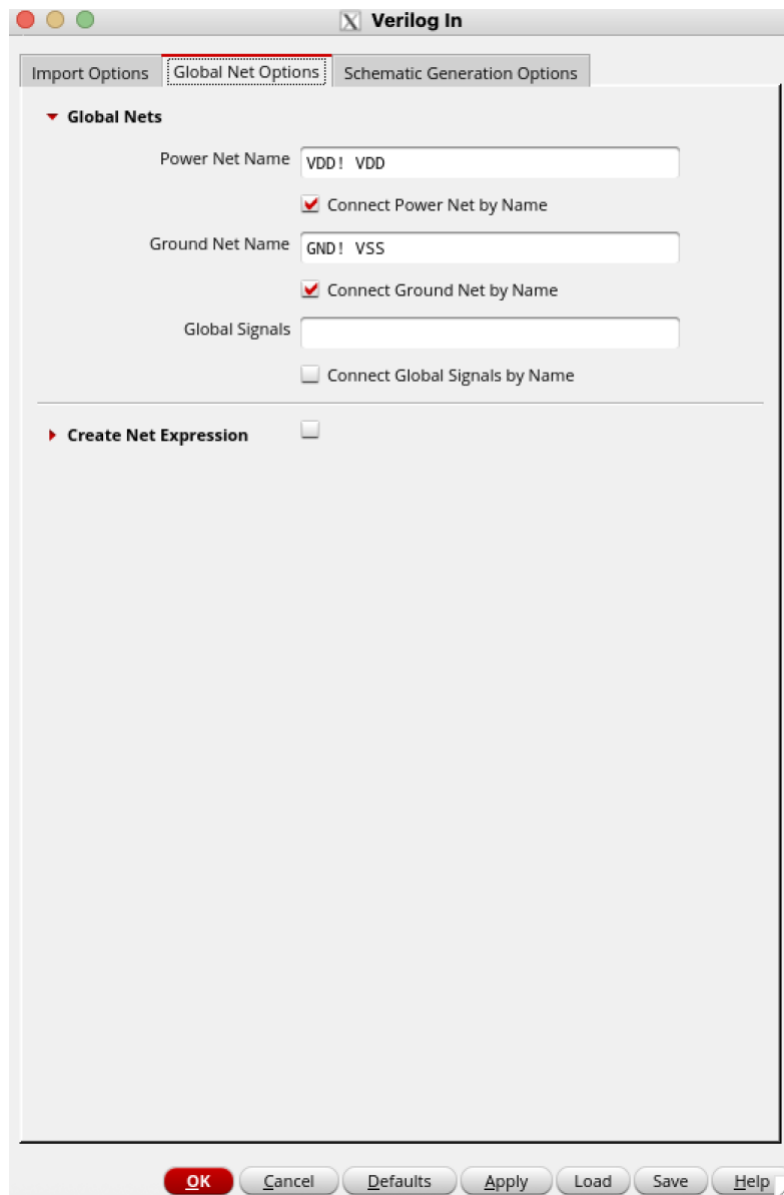 Verilog In
Import Options Global Net Options Schematic Generation Options
Global Nets
Power Net Name VDD! VDD
Connect Power Net by Name
Ground Net Name GND! VSS
Connect Ground Net by Name
Global Signals
Connect Global Signals by Name
Create Net Expression
OK Cancel Defaults Apply Load Save Help